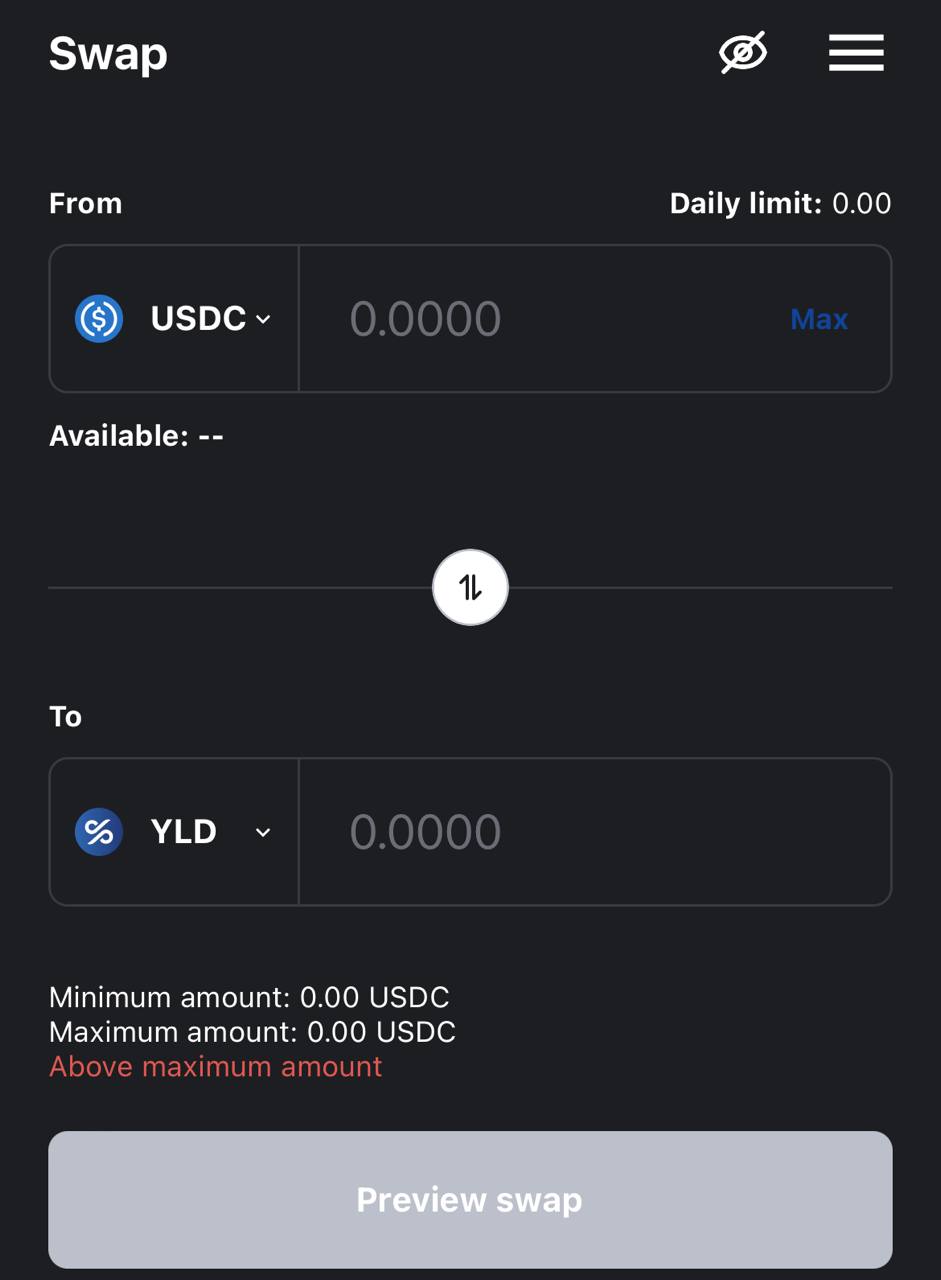 Swap
From
Daily limit: 0.00
USDC
0.0000
Max
Available: --
To
YLD
0.0000
Minimum amount: 0.00 USDC
Maximum amount: 0.00 USDC
Above maximum amount
Preview swap